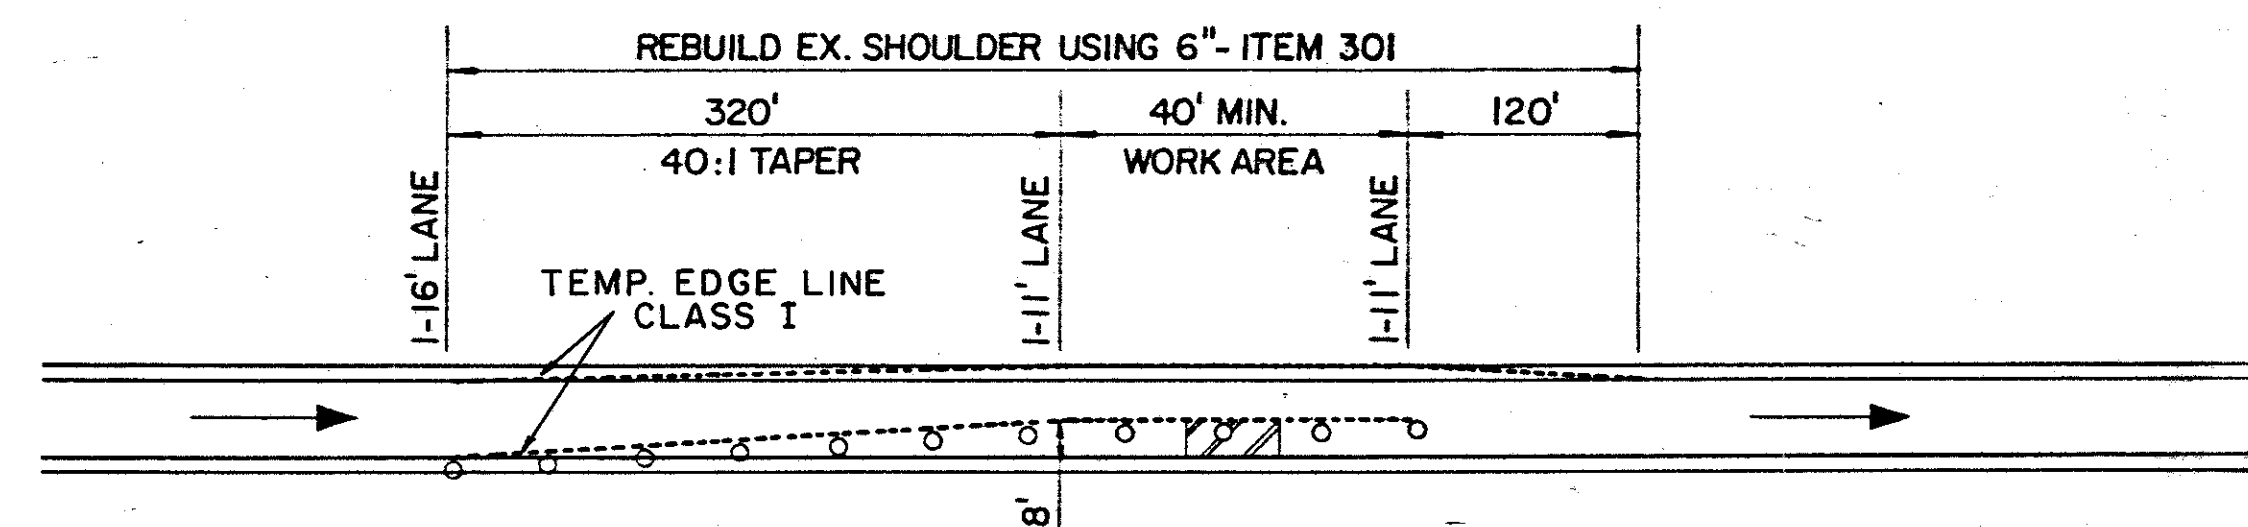 REBUILD EX. SHOULDER USING 6"- ITEM 301
320'
40' MIN.
120'
40:1 TAPER
WORK AREA
1-16' LANE
1-11' LANE
1-11' LANE
TEMP. EDGE LINE
CLASS I
8'